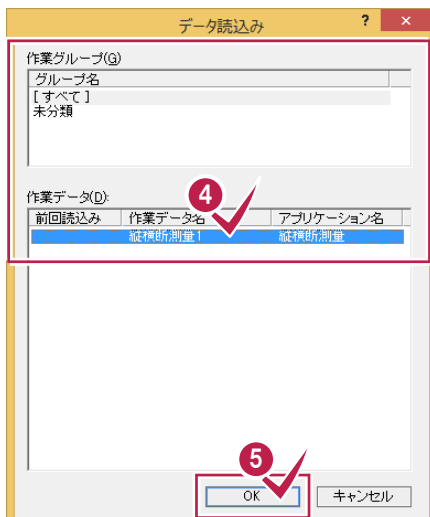 データ読込み ? ×
作業グループ(G)
グループ名
[すべて]
未分類
作業データ(D):
4
前回読込み 作業データ名 アプリケーション名
縦横断測量1 縦横断測量
5
OK キャンセル